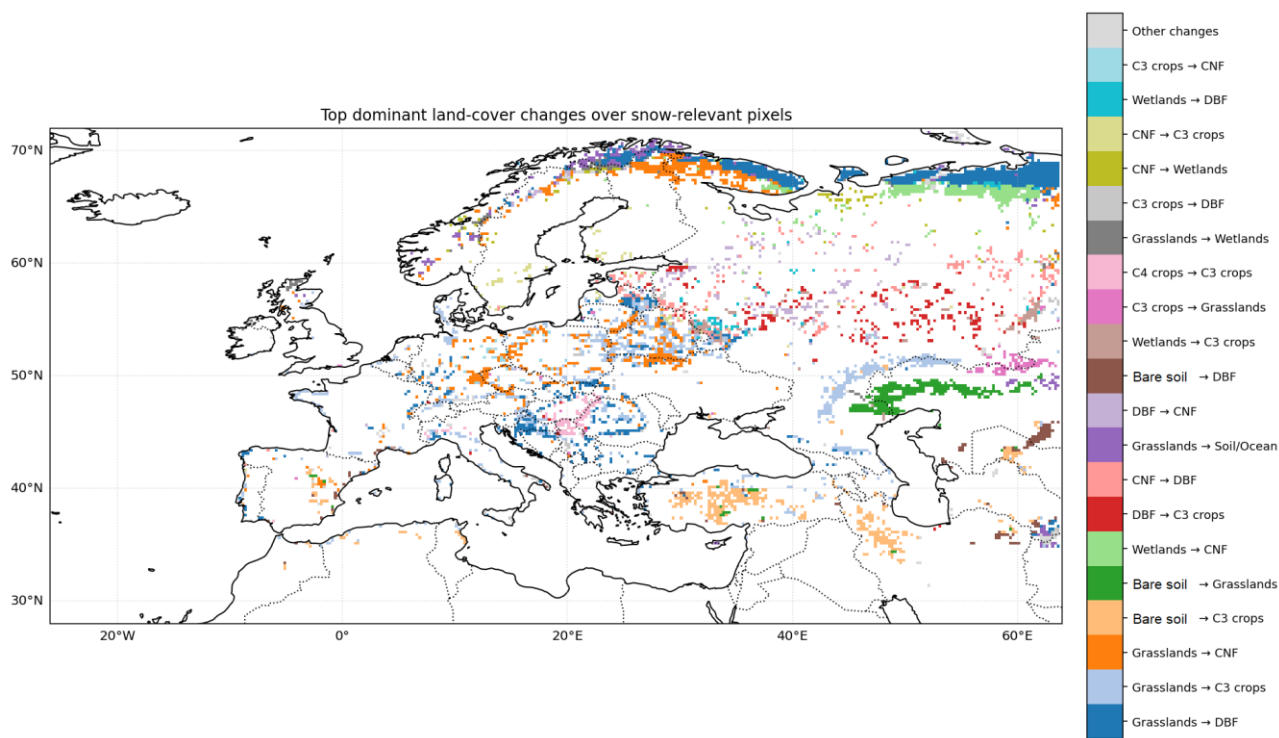 Top dominant land-cover changes over snow-relevant pixels
70°N
60°N
50°N
40°N
30°N
20°W
0°
20°E
40°E
60°E
Other changes
C3 crops → CNF
Wetlands → DBF
CNF → C3 crops
CNF → Wetlands
C3 crops → DBF
Grasslands → Wetlands
C4 crops → C3 crops
C3 crops → Grasslands
Wetlands → C3 crops
Bare soil → DBF
DBF → CNF
Grasslands → Soil/Ocean
CNF → DBF
DBF → C3 crops
Wetlands → CNF
Bare soil → Grasslands
Bare soil → C3 crops
Grasslands → CNF
Grasslands → C3 crops
Grasslands → DBF